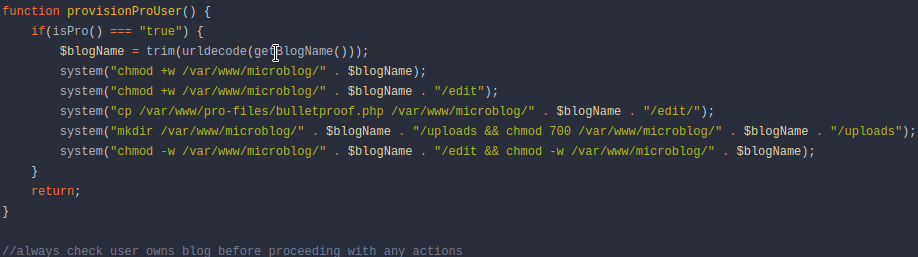 function provisionProUser() {
    if(isPro() === "true") {
        $blogName = trim(urldecode(getBlogName()));
        system("chmod +w /var/www/microblog/" . $blogName);
        system("chmod +w /var/www/microblog/" . $blogName . "/edit");
        system("cp /var/www/pro-files/bulletproof.php /var/www/microblog/" . $blogName . "/edit/");
        system("mkdir /var/www/microblog/" . $blogName . "/uploads && chmod 700 /var/www/microblog/" . $blogName . "/uploads");
        system("chmod -w /var/www/microblog/" . $blogName . "/edit && chmod -w /var/www/microblog/" . $blogName);
    }
    return;
}
//always check user owns blog before proceeding with any actions